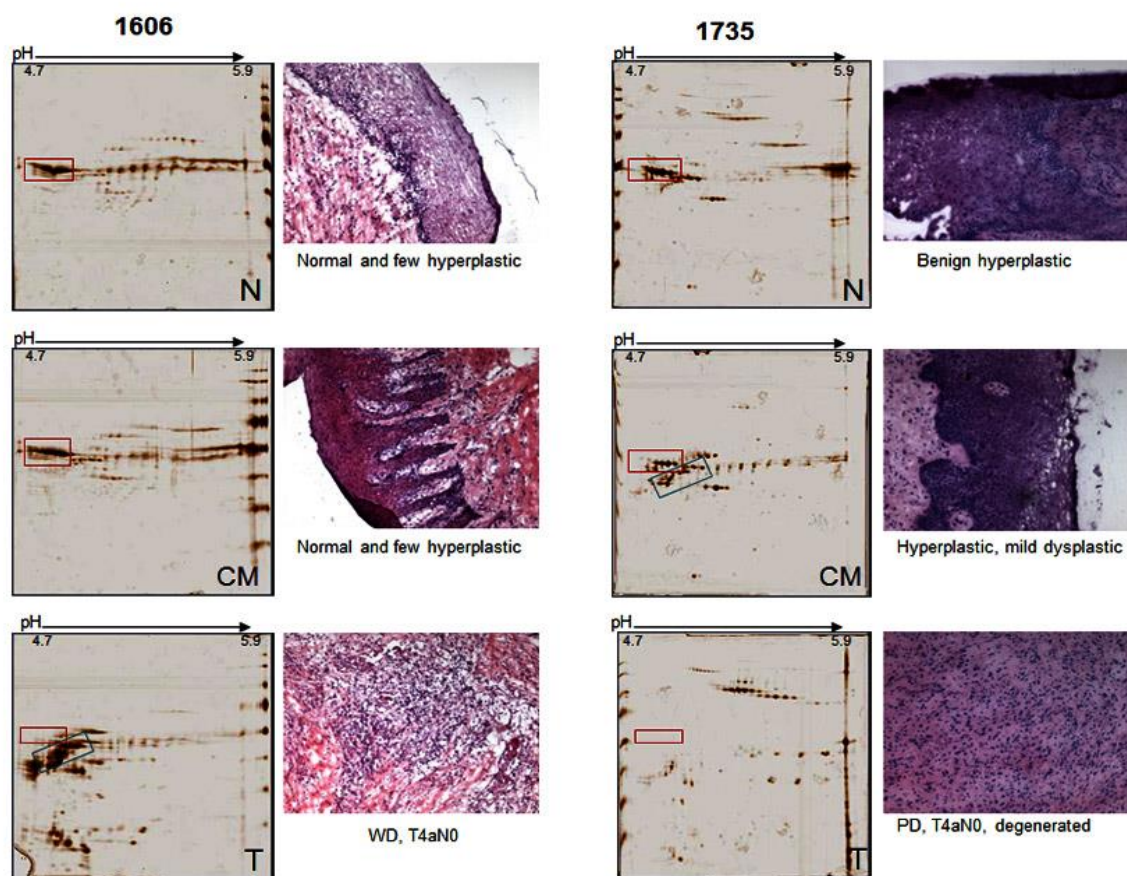 1606
pH
4.7 5.9
N
Normal and few hyperplastic
pH
4.7 5.9
CM
Normal and few hyperplastic
pH
4.7 5.9
T
WD, T4aN0
1735
pH
4.7 5.9
N
Benign hyperplastic
pH
4.7 5.9
CM
Hyperplastic, mild dysplastic
pH
4.7 5.9
T
PD, T4aN0, degenerated